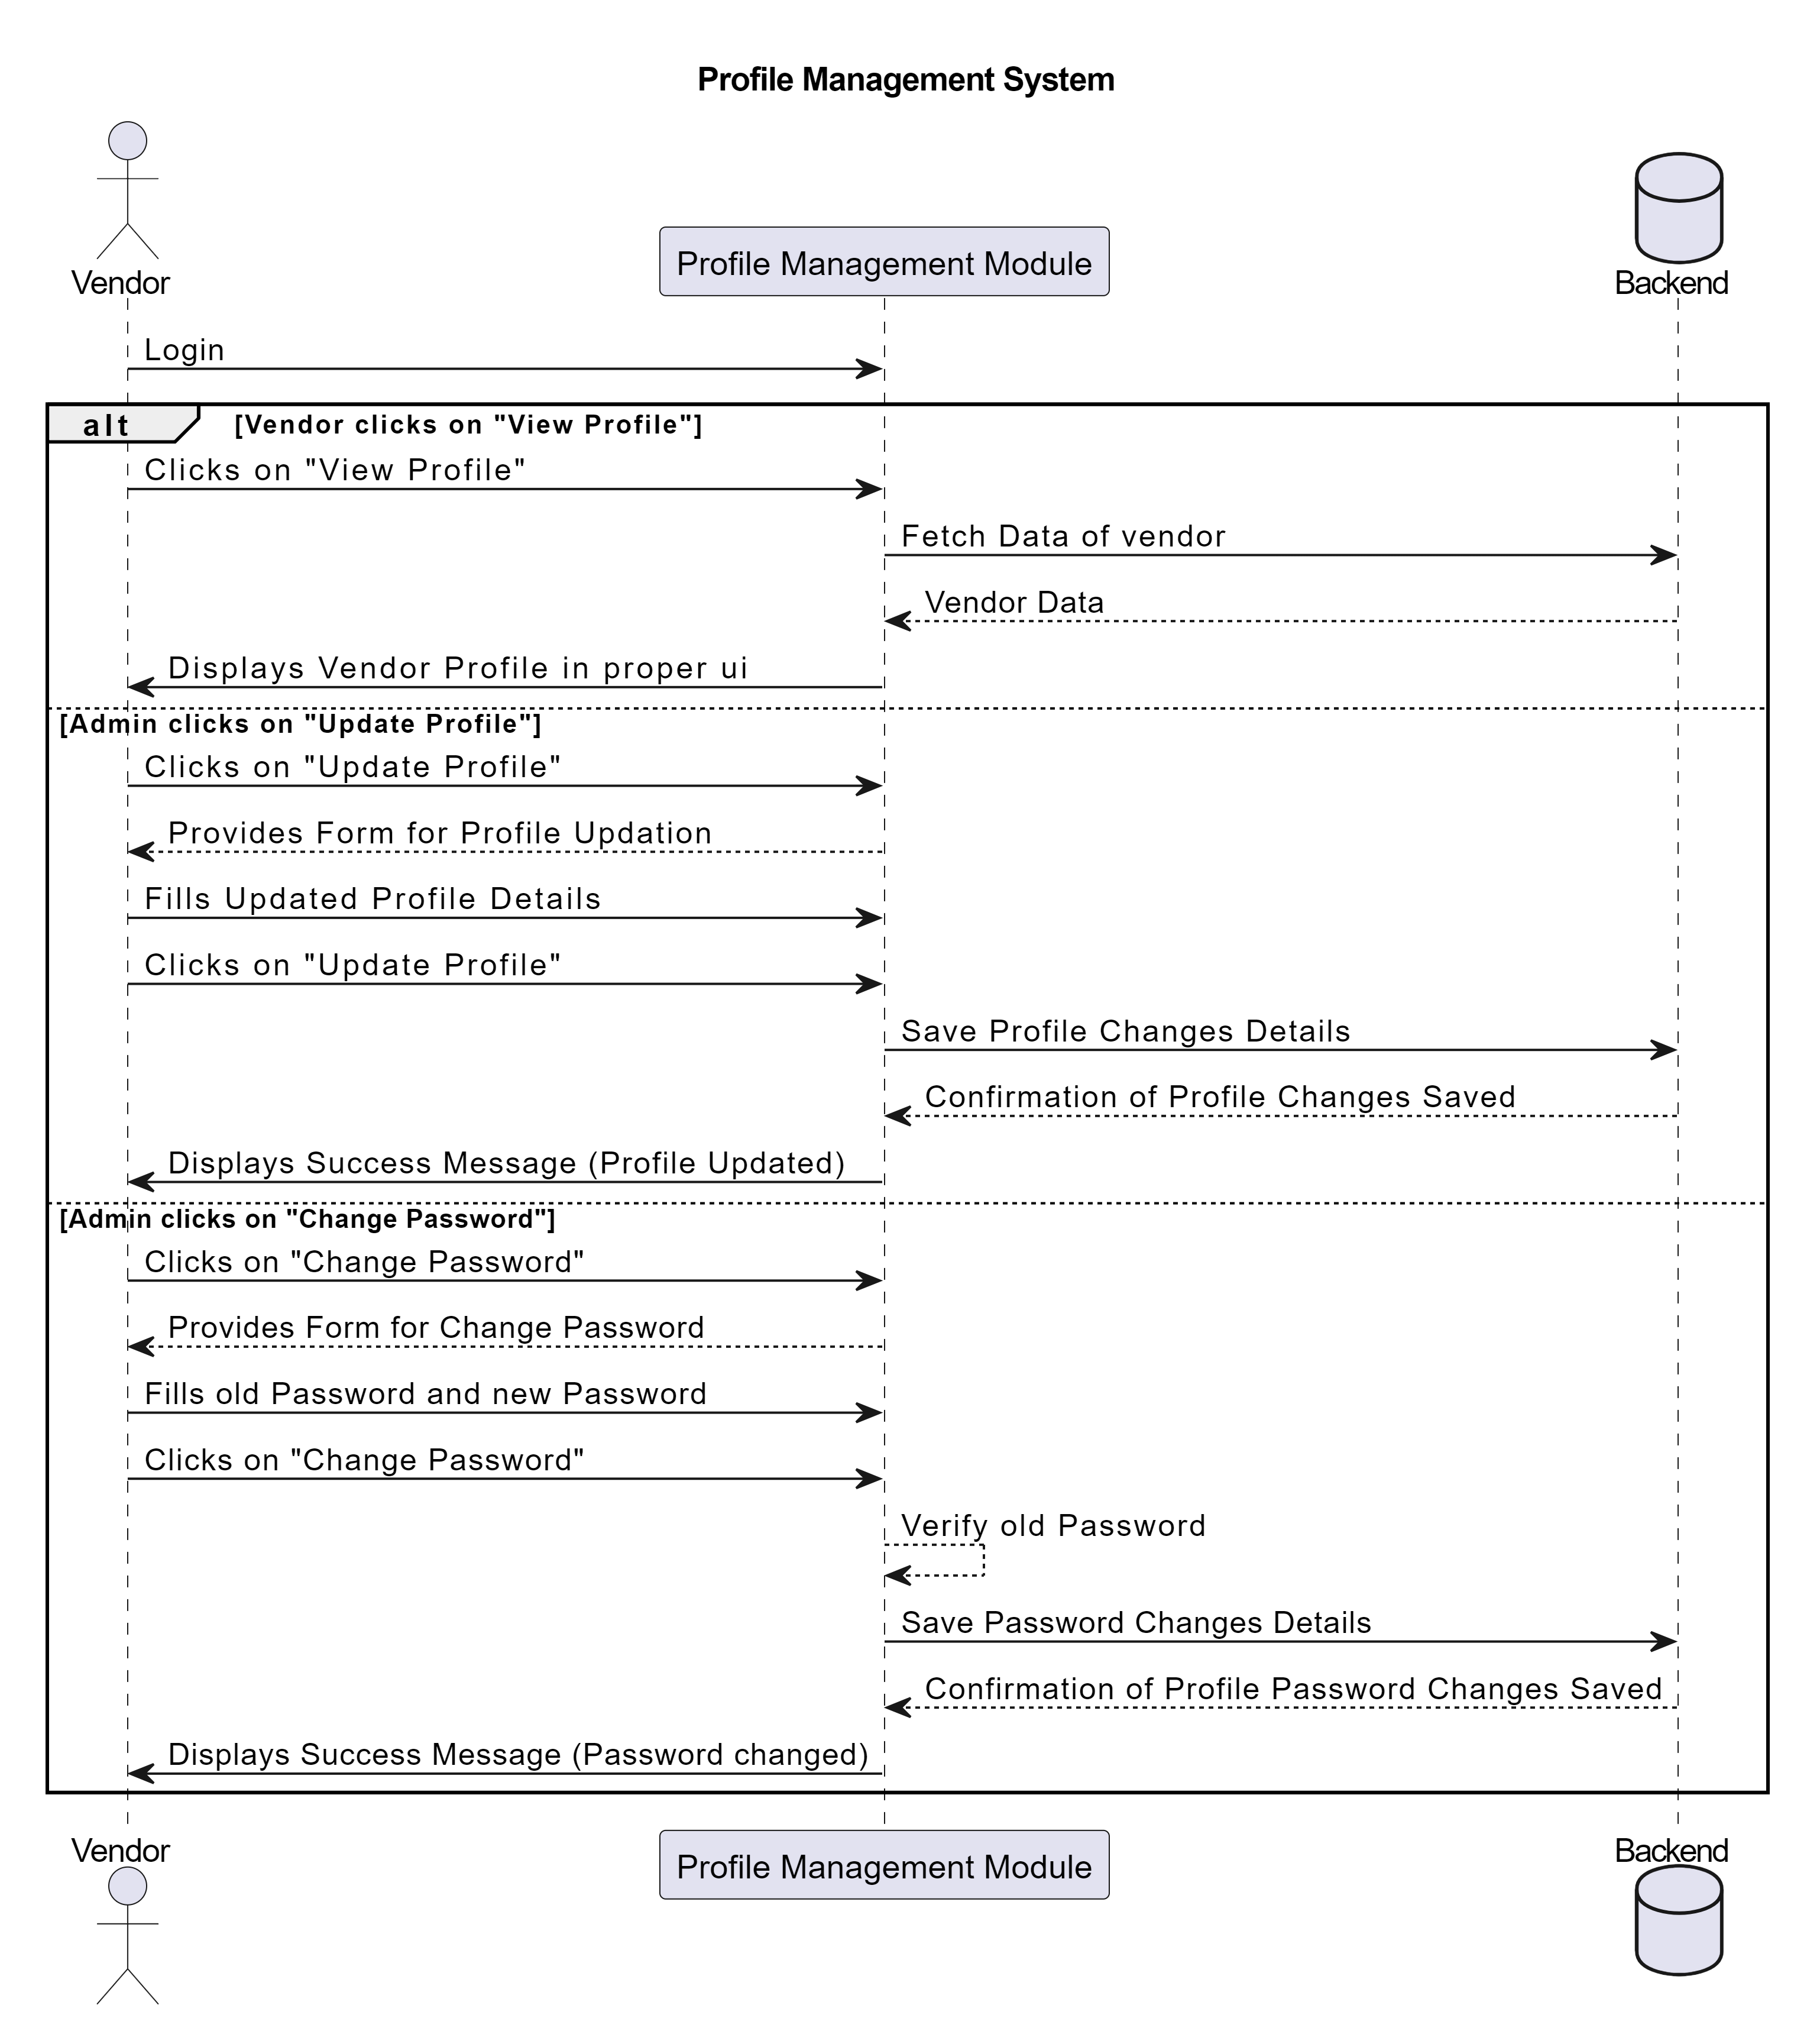 Profile Management System
Vendor
Profile Management Module
Backend
Login
alt [Vendor clicks on "View Profile"]
Clicks on "View Profile"
Fetch Data of vendor
Vendor Data
Displays Vendor Profile in proper ui
[Admin clicks on "Update Profile"]
Clicks on "Update Profile"
Provides Form for Profile Updation
Fills Updated Profile Details
Clicks on "Update Profile"
Save Profile Changes Details
Confirmation of Profile Changes Saved
Displays Success Message (Profile Updated)
[Admin clicks on "Change Password"]
Clicks on "Change Password"
Provides Form for Change Password
Fills old Password and new Password
Clicks on "Change Password"
Verify old Password
Save Password Changes Details
Confirmation of Profile Password Changes Saved
Displays Success Message (Password changed)
Vendor
Profile Management Module
Backend